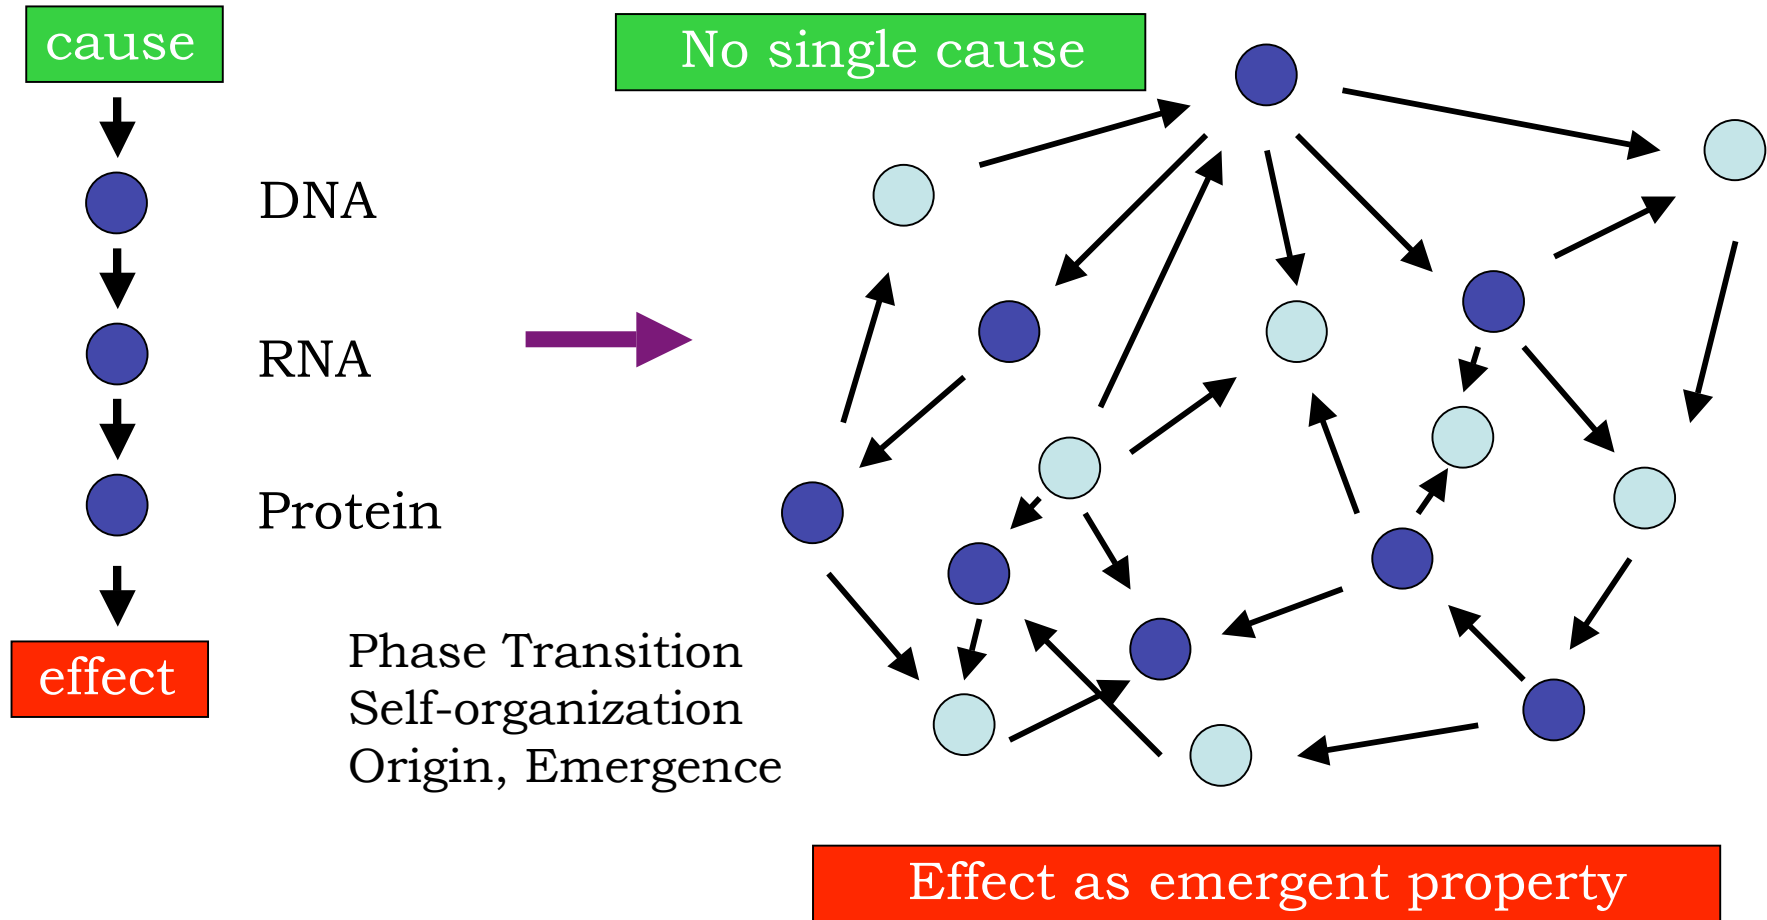 cause
DNA
RNA
Protein
effect
No single cause
Phase Transition
Self-organization
Origin, Emergence
Effect as emergent property